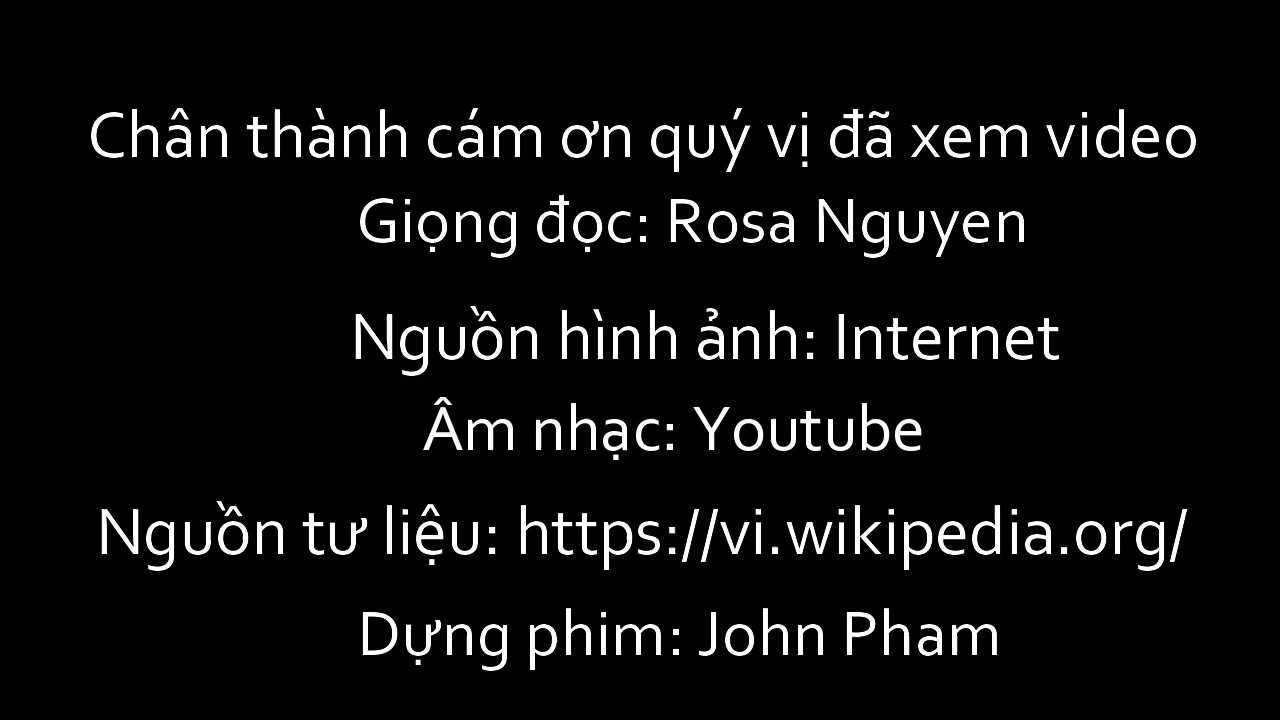 Chân thành cám ơn quý vị đã xem video
Giọng đọc: Rosa Nguyen
Nguồn hình ảnh: Internet
Âm nhạc: Youtube
Nguồn tư liệu: https://vi.wikipedia.org/
Dựng phim: John Pham